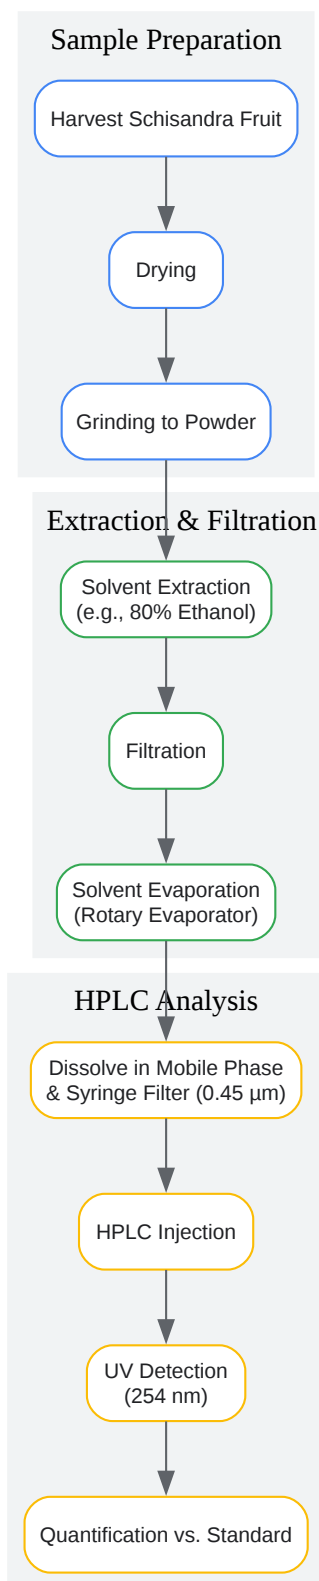 Sample Preparation
Harvest Schisandra Fruit
Drying
Grinding to Powder
Extraction & Filtration
Solvent Extraction
(e.g., 80% Ethanol)
Filtration
Solvent Evaporation
(Rotary Evaporator)
HPLC Analysis
Dissolve in Mobile Phase
& Syringe Filter (0.45 µm)
HPLC Injection
UV Detection
(254 nm)
Quantification vs. Standard